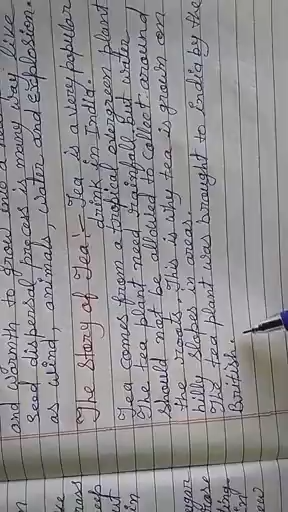 and warmth to grow into a new
seed dispersal process is many way like
as wind, animals, water and explosion.
The Story of Tea:- Tea is a very popular
drink in India.
Tea comes from a tropical evergreen plant
The tea plant need rainfall but water
should not be allowed to collect around
the roots. This is why tea is grown on
hilly slopes in areas.
The tea plant was brought to India by the
British.